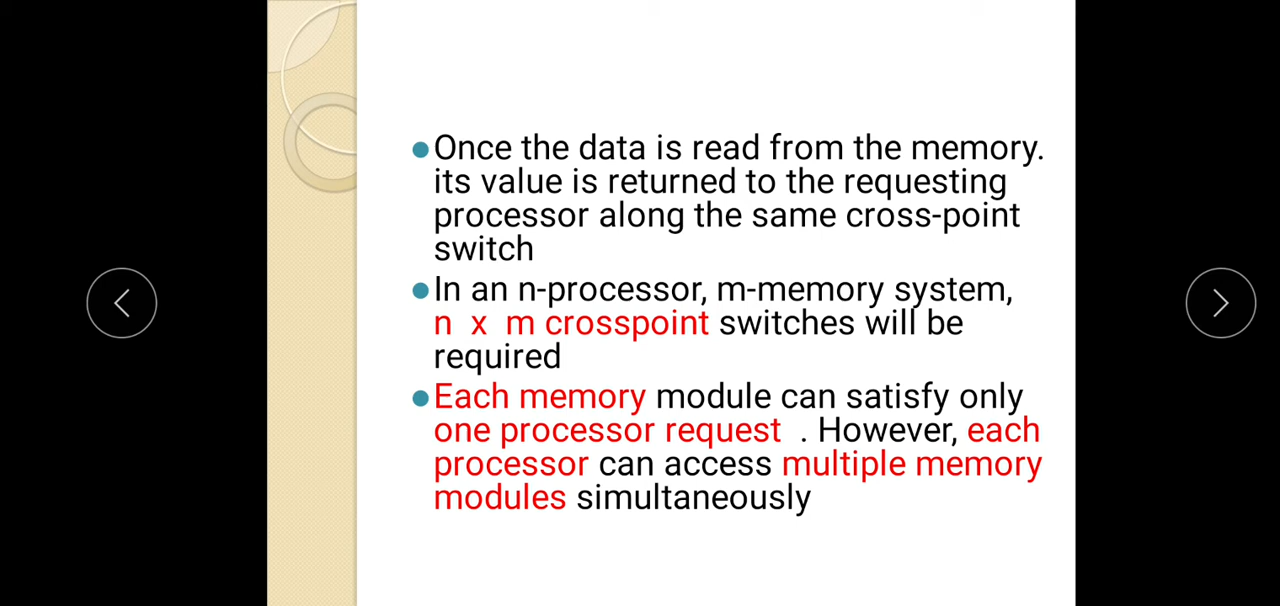 Once the data is read from the memory.
its value is returned to the requesting
processor along the same cross-point
switch
In an n-processor, m-memory system,
n x m crosspoint switches will be
required
Each memory module can satisfy only
one processor request . However, each
processor can access multiple memory
modules simultaneously